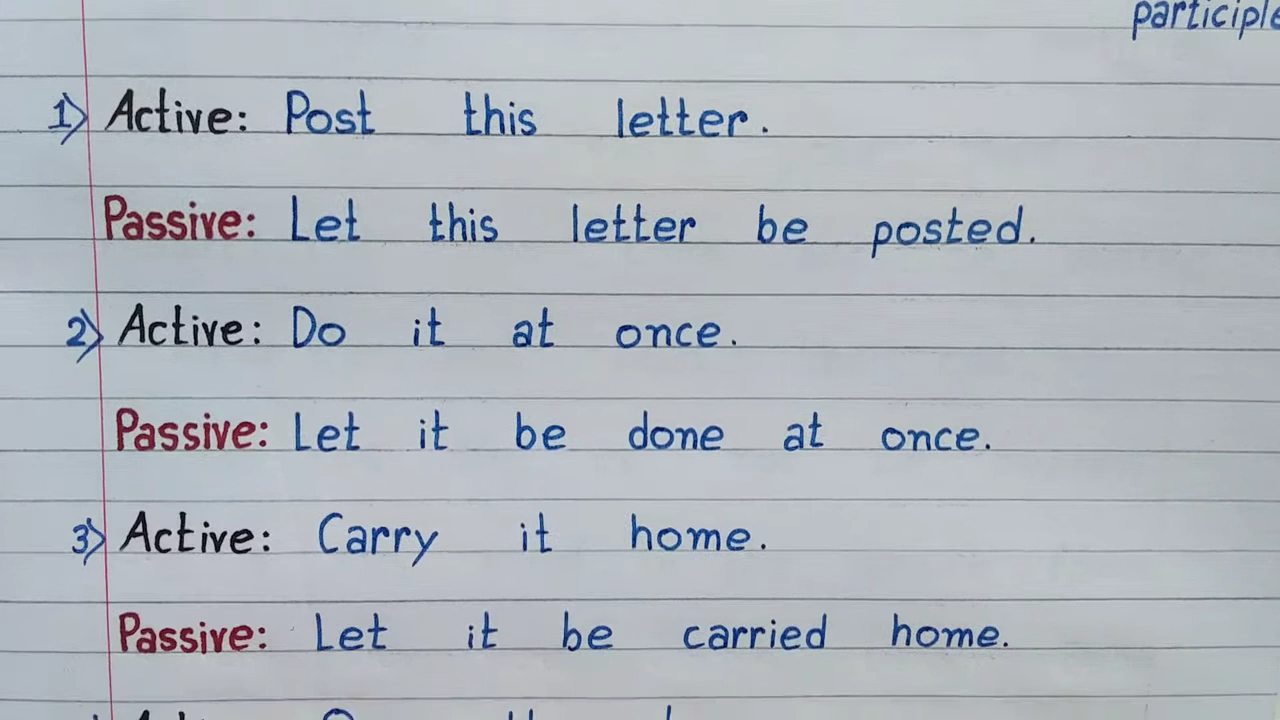 participle
1) Active: Post this letter.
Passive: Let this letter be posted.
2) Active: Do it at once.
Passive: Let it be done at once.
3) Active: Carry it home.
Passive: Let it be carried home.